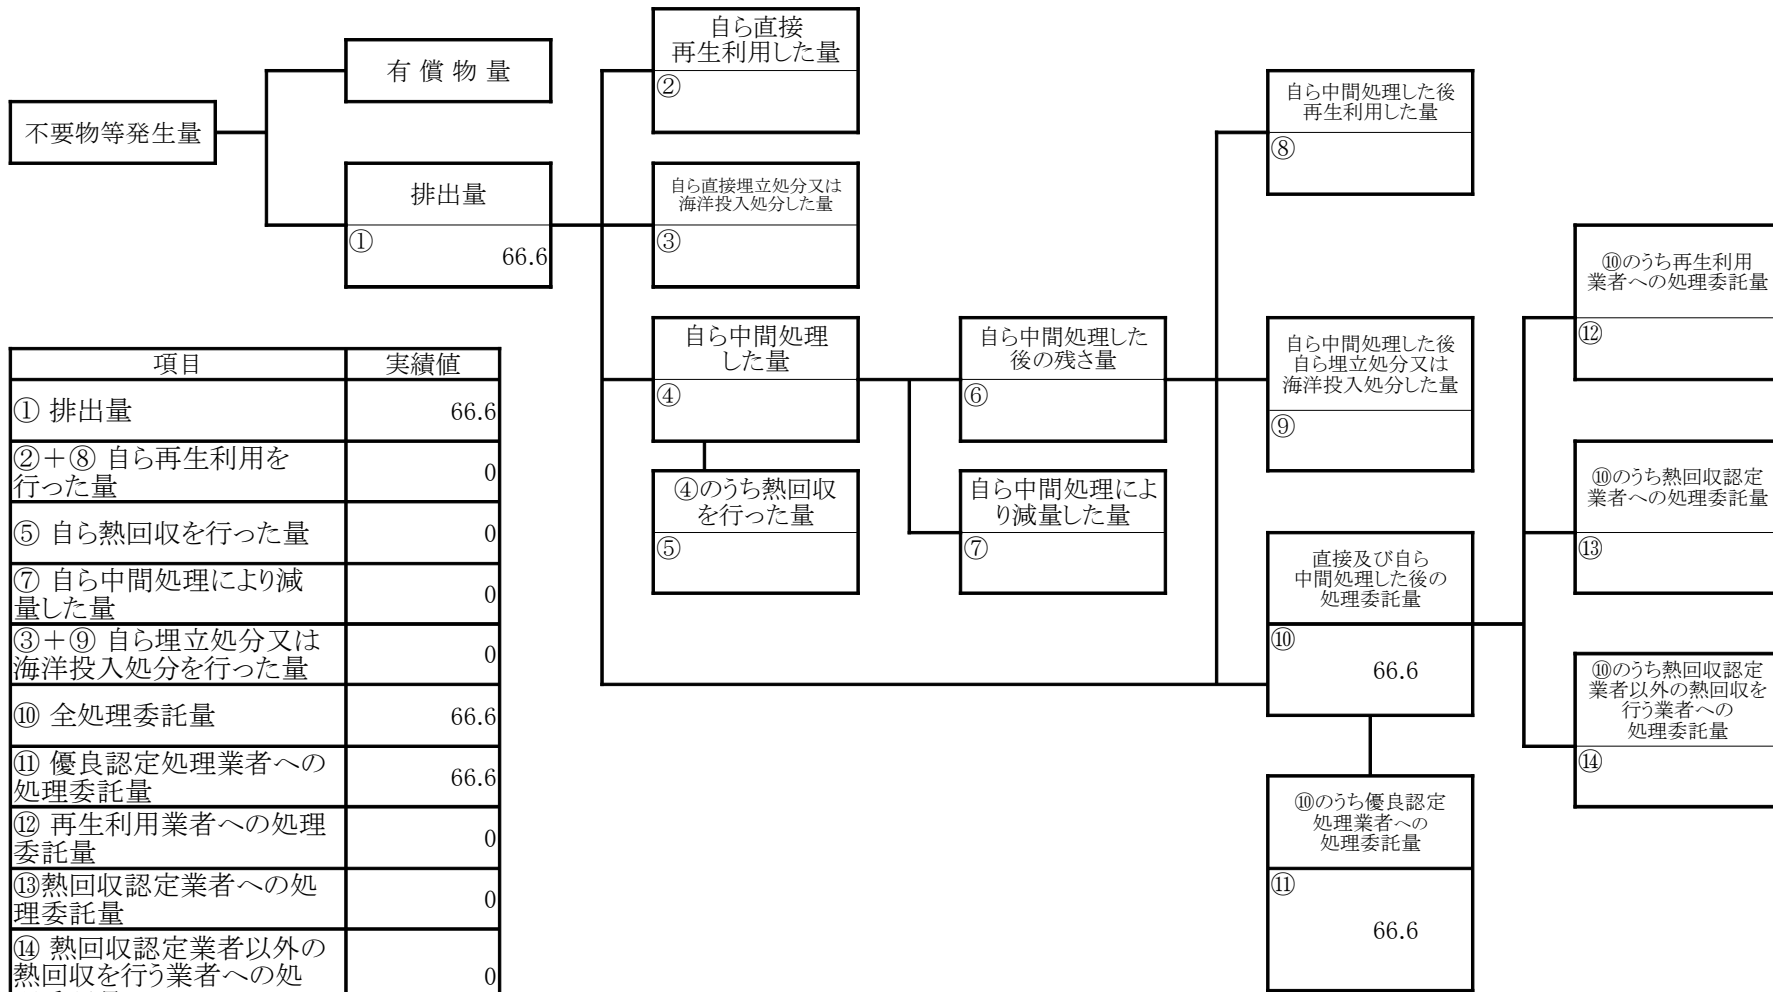 自ら直接
再生利用した量
②
有 償 物 量
不要物等発生量
排出量
①
66.6
自ら直接埋立処分又は
海洋投入処分した量
③
自ら中間処理した後
再生利用した量
⑧
⑩のうち再生利用
業者への処理委託量
⑫
自ら中間処理
した量
④
自ら中間処理した
後の残さ量
⑥
自ら中間処理した後
自ら埋立処分又は
海洋投入処分した量
⑨
④のうち熱回収
を行った量
⑤
自ら中間処理によ
り減量した量
⑦
⑩のうち熱回収認定
業者への処理委託量
⑬
直接及び自ら
中間処理した後の
処理委託量
⑩
66.6
⑩のうち熱回収認定
業者以外の熱回収を
行う業者への
処理委託量
⑭
⑩のうち優良認定
処理業者への
処理委託量
⑪
66.6
項目 実績値
① 排出量 66.6
②+⑧ 自ら再生利用を
行った量 0
⑤ 自ら熱回収を行った量 0
⑦ 自ら中間処理により減
量した量 0
③+⑨ 自ら埋立処分又は
海洋投入処分を行った量 0
⑩ 全処理委託量 66.6
⑪ 優良認定処理業者への
処理委託量 66.6
⑫ 再生利用業者への処理
委託量 0
⑬熱回収認定業者への処
理委託量 0
⑭ 熱回収認定業者以外の
熱回収を行う業者への処 0